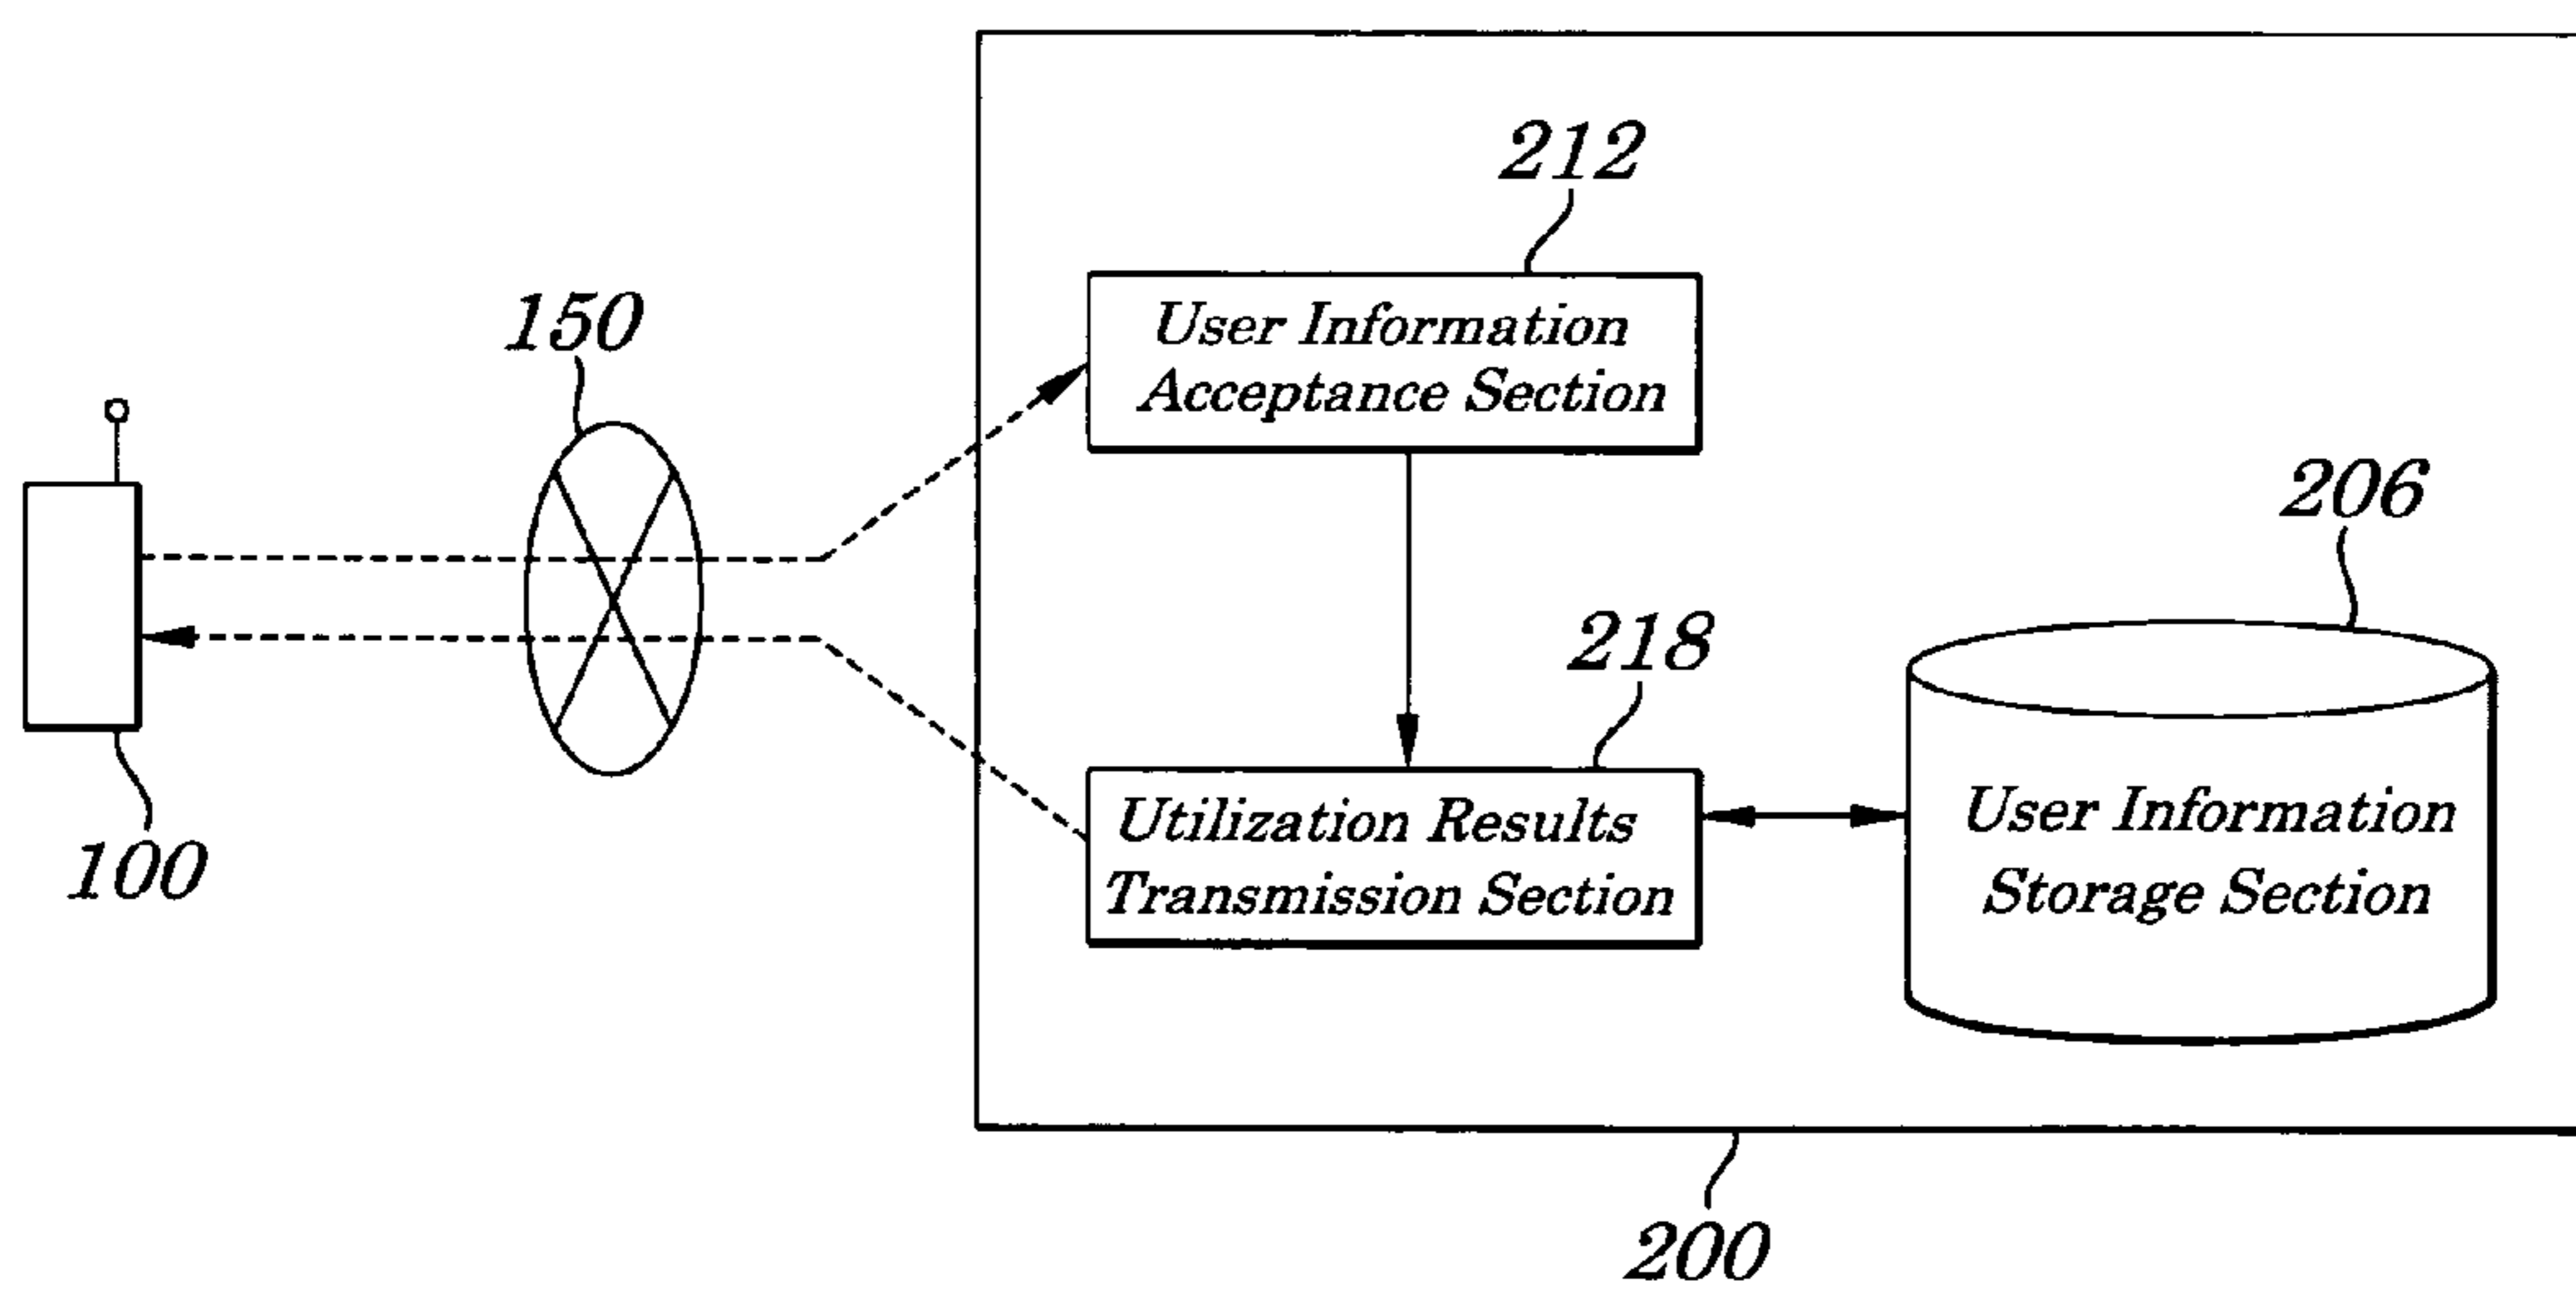 212
150
User Information
Acceptance Section
206
218
User Information
Storage Section
Utilization Results
Transmission Section
100
200